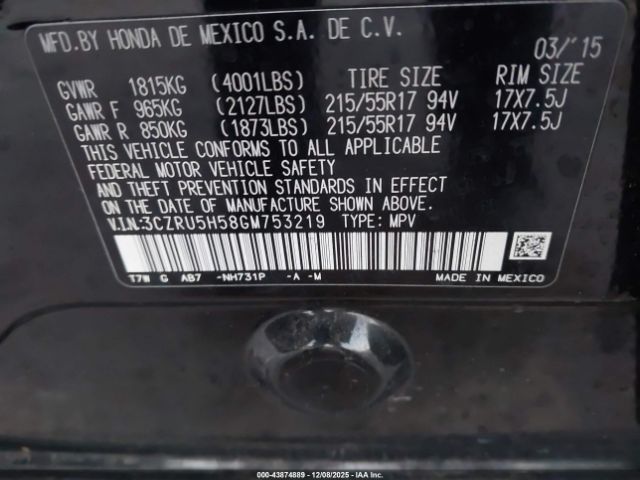 MFD.BY HONDA DE MEXICO S.A. DE C.V.
03/'15
GVWR 1815KG (4001LBS) TIRE SIZE RIM SIZE
GAWR F 965KG (2127LBS) 215/55R17 94V 17X7.5J
GAWR R 850KG (1873LBS) 215/55R17 94V 17X7.5J
THIS VEHICLE CONFORMS TO ALL APPLICABLE
FEDERAL MOTOR VEHICLE SAFETY
AND THEFT PREVENTION STANDARDS IN EFFECT
ON THE DATE OF MANUFACTURE SHOWN ABOVE.
V.I.N.:3CZRU5H58GM753219 TYPE: MPV
T7W G AB7 -NH731P -A -M
MADE IN MEXICO
000-43874889 | 12/08/2025 - IAA Inc.